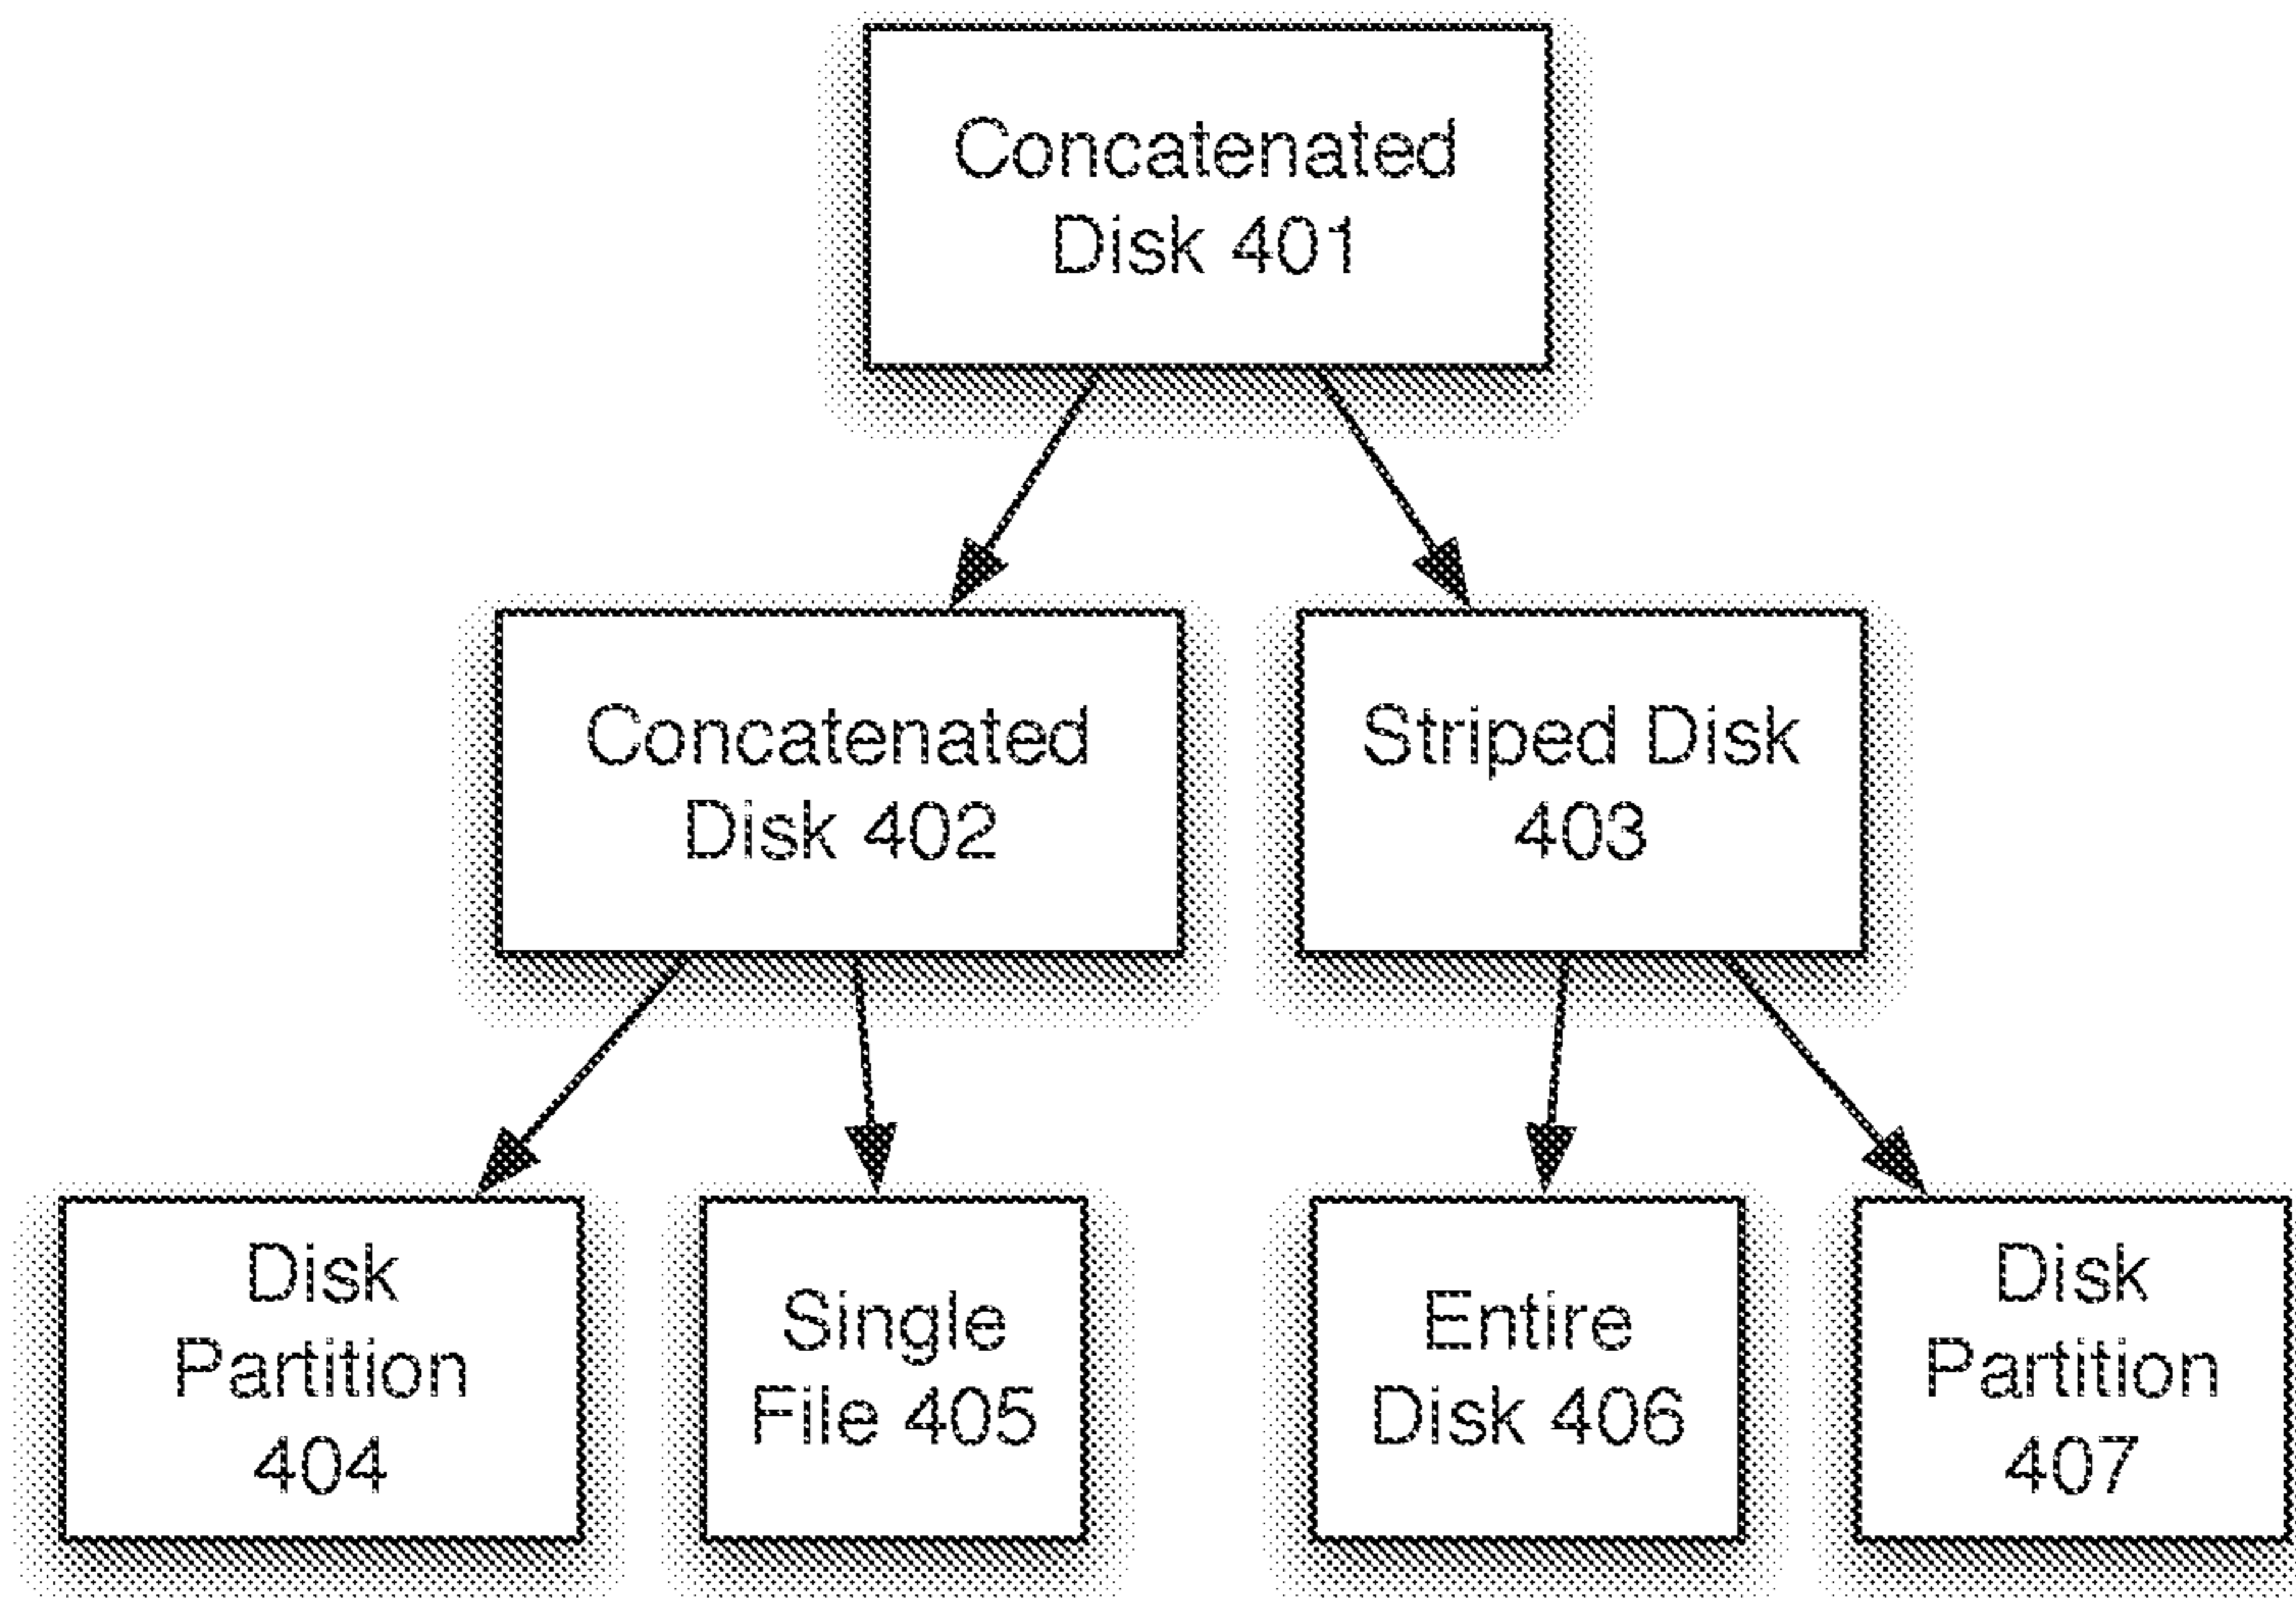 Concatenated
Disk 401
Concatenated
Disk 402
Striped Disk
403
Disk
Partition
404
Single
File 405
Entire
Disk 406
Disk
Partition
407